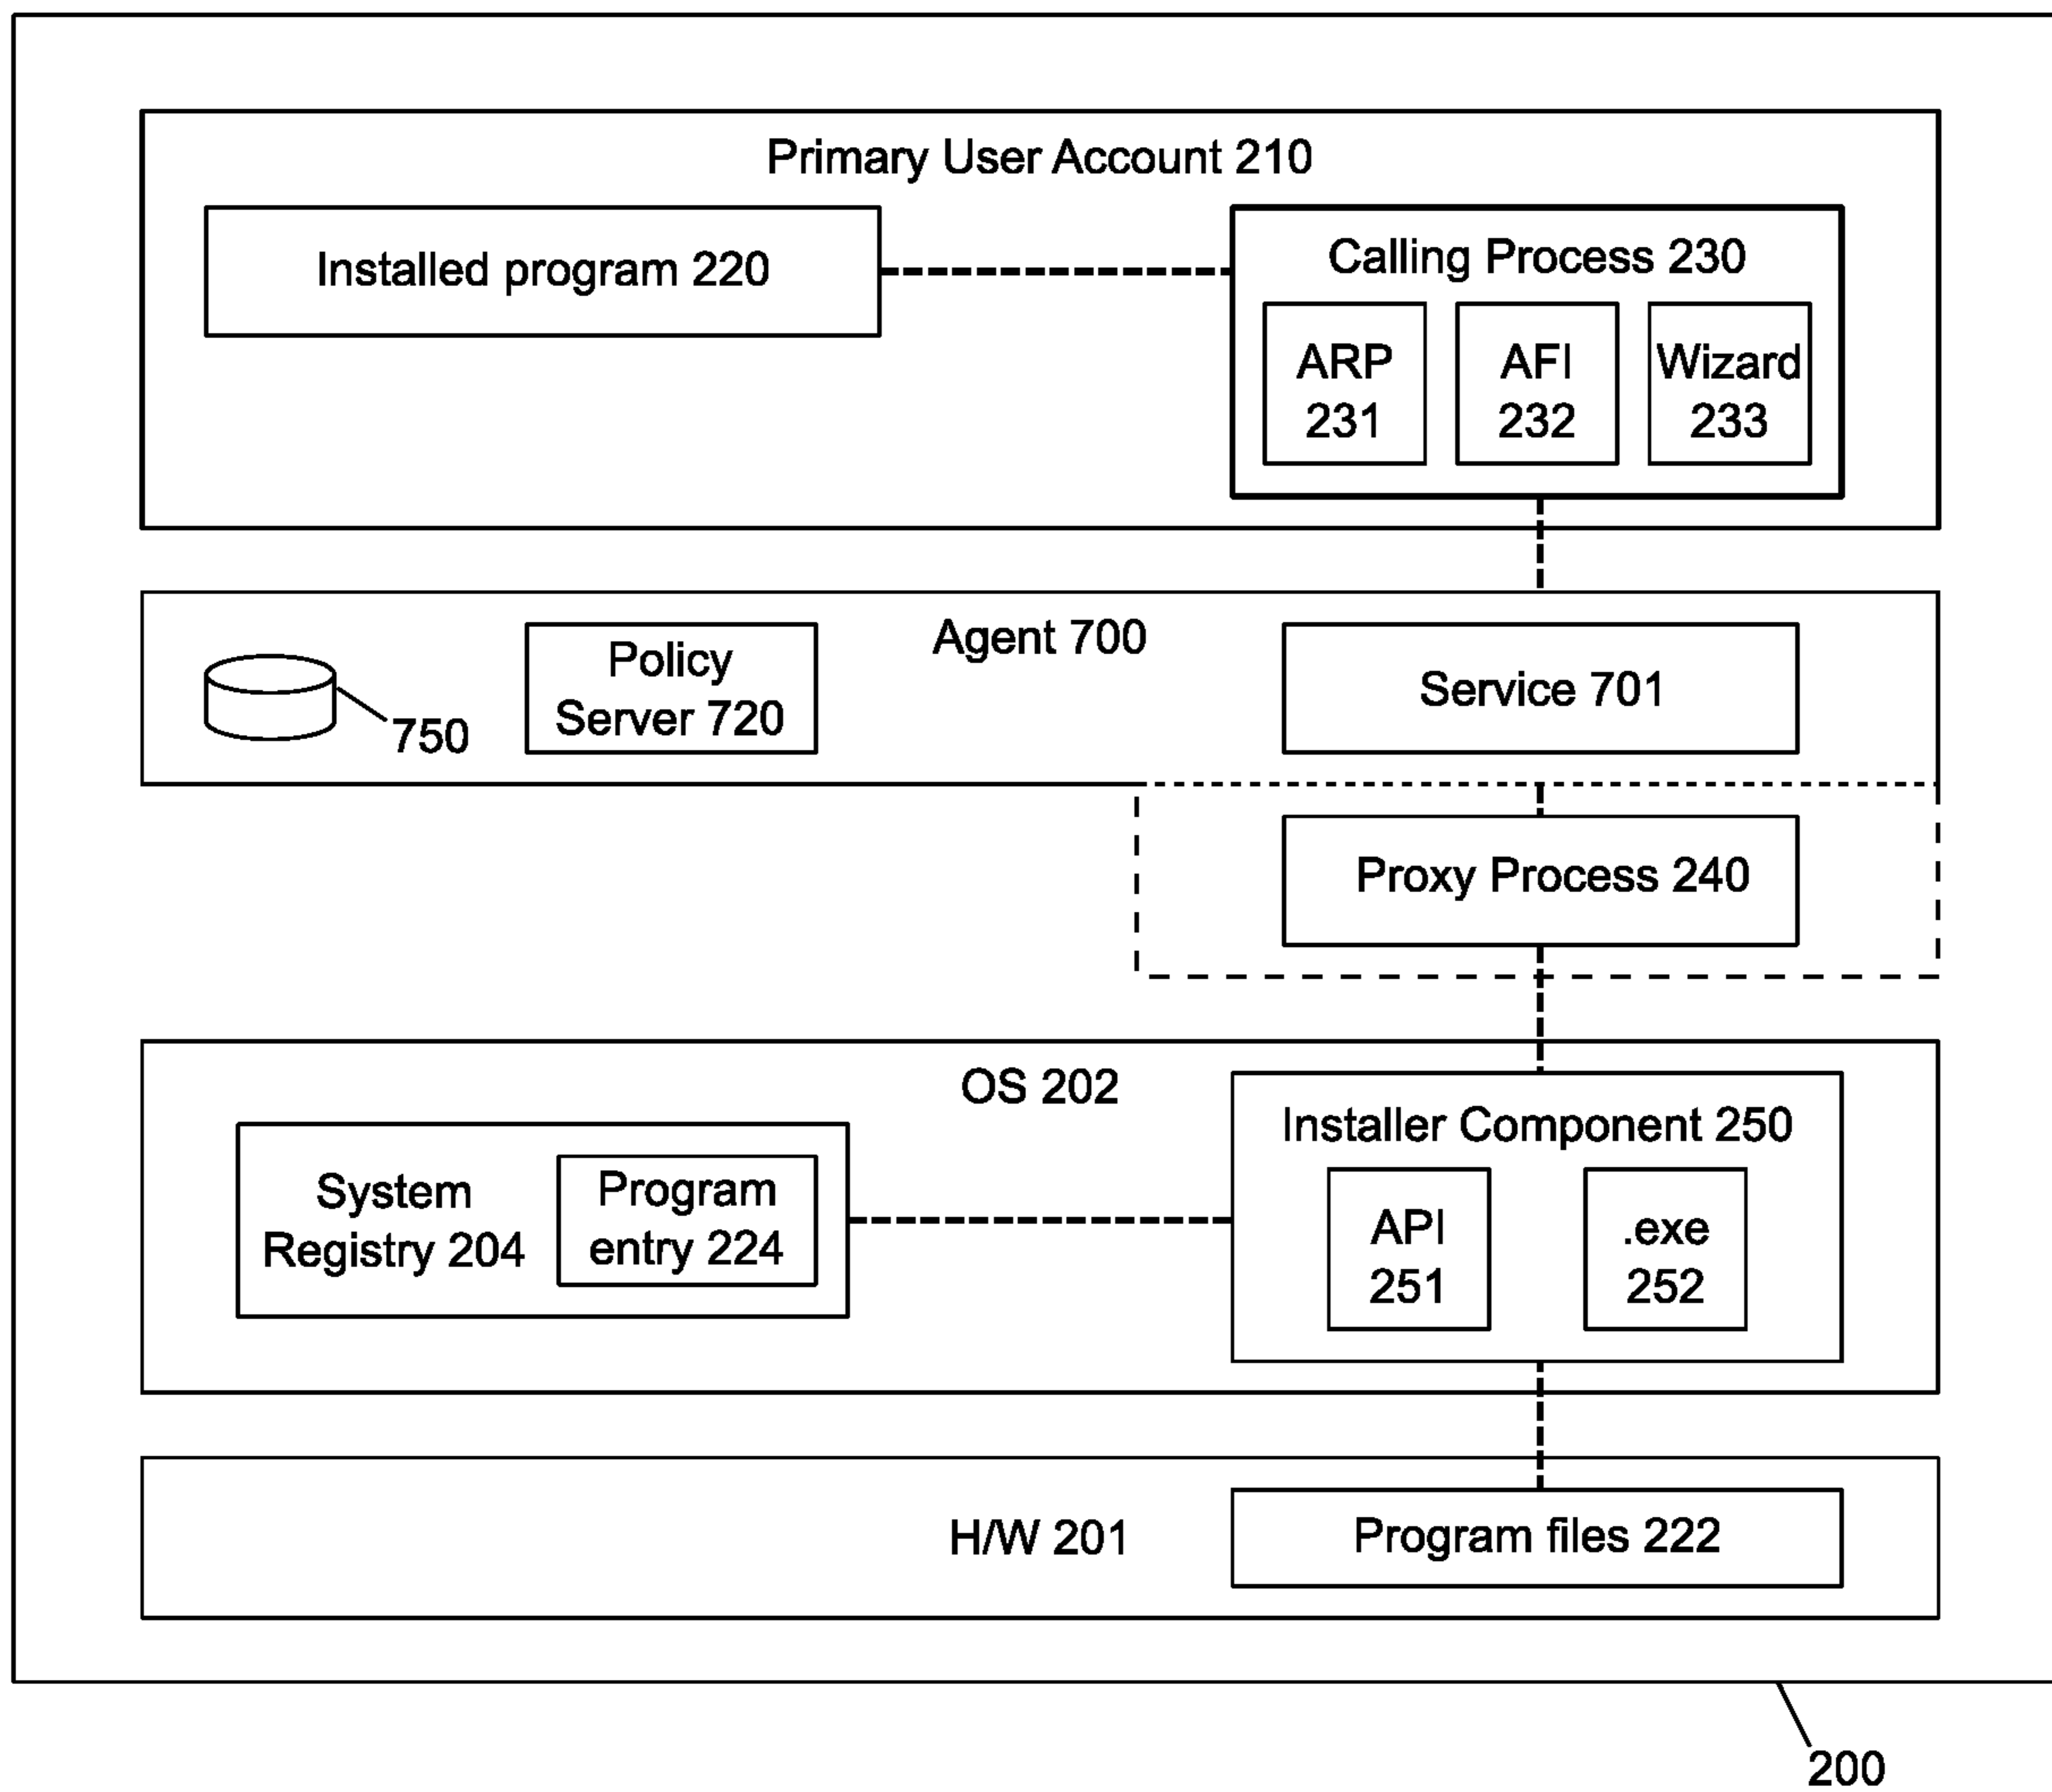 Primary User Account 210
Installed program 220
Calling Process 230
ARP
231
AFI
232
Wizard
233
Agent 700
750
Policy
Server 720
Service 701
Proxy Process 240
OS 202
System
Registry 204
Program
entry 224
Installer Component 250
API
251
.exe
252
H/W 201
Program files 222
200